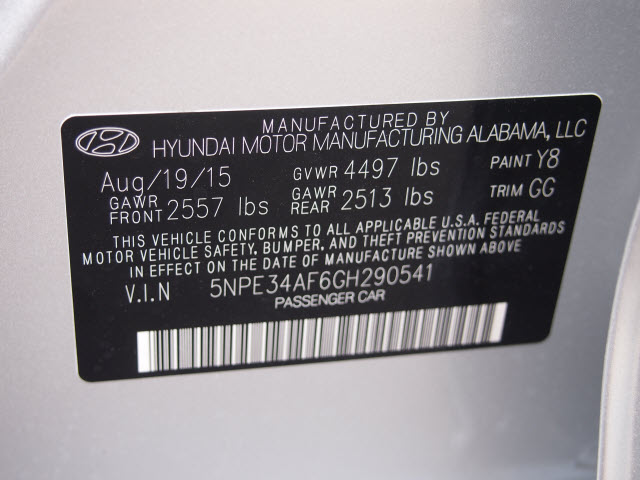 MANUFACTURED BY
HYUNDAI MOTOR MANUFACTURING ALABAMA, LLC
Aug/19/15 GVWR 4497 lbs PAINT Y8
GAWR FRONT 2557 lbs GAWR REAR 2513 lbs TRIM GG
THIS VEHICLE CONFORMS TO ALL APPLICABLE U.S.A. FEDERAL
MOTOR VEHICLE SAFETY, BUMPER, AND THEFT PREVENTION STANDARDS
IN EFFECT ON THE DATE OF MANUFACTURE SHOWN ABOVE
V.I.N 5NPE34AF6GH290541
PASSENGER CAR